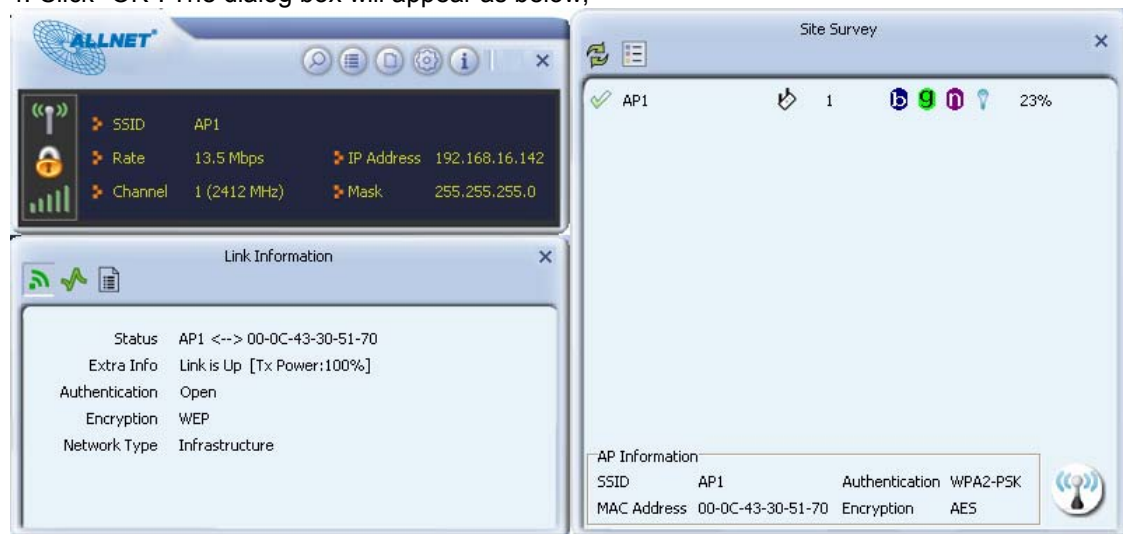 ALLNET
SSID AP1
Rate 13.5 Mbps IP Address 192.168.16.142
Channel 1 (2412 MHz) Mask 255.255.255.0
Link Information
Status AP1 <--> 00-0C-43-30-51-70
Extra Info Link is Up [Tx Power:100%]
Authentication Open
Encryption WEP
Network Type Infrastructure
Site Survey
AP1 1 b g n 23%
AP Information
SSID AP1 Authentication WPA2-PSK
MAC Address 00-0C-43-30-51-70 Encryption AES